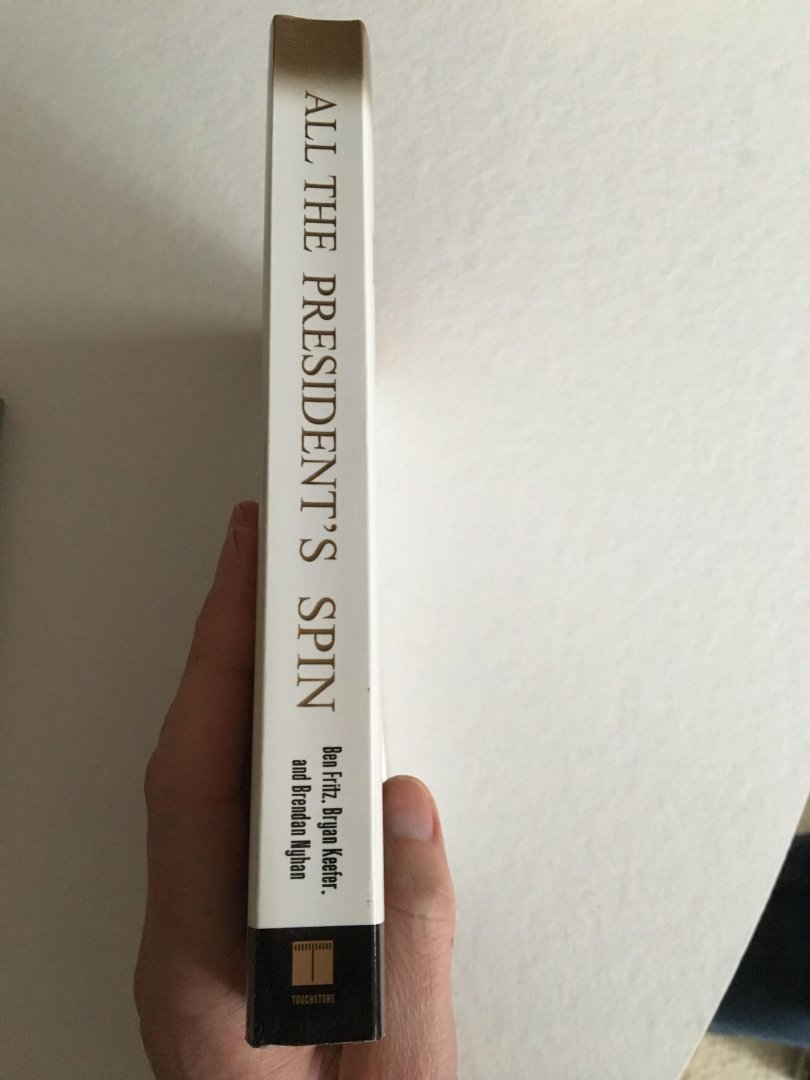 ALL THE PRESIDENT'S SPIN
Ben Fritz, Bryan Keefer,
and Brendan Nyhan
TOUCHSTONE